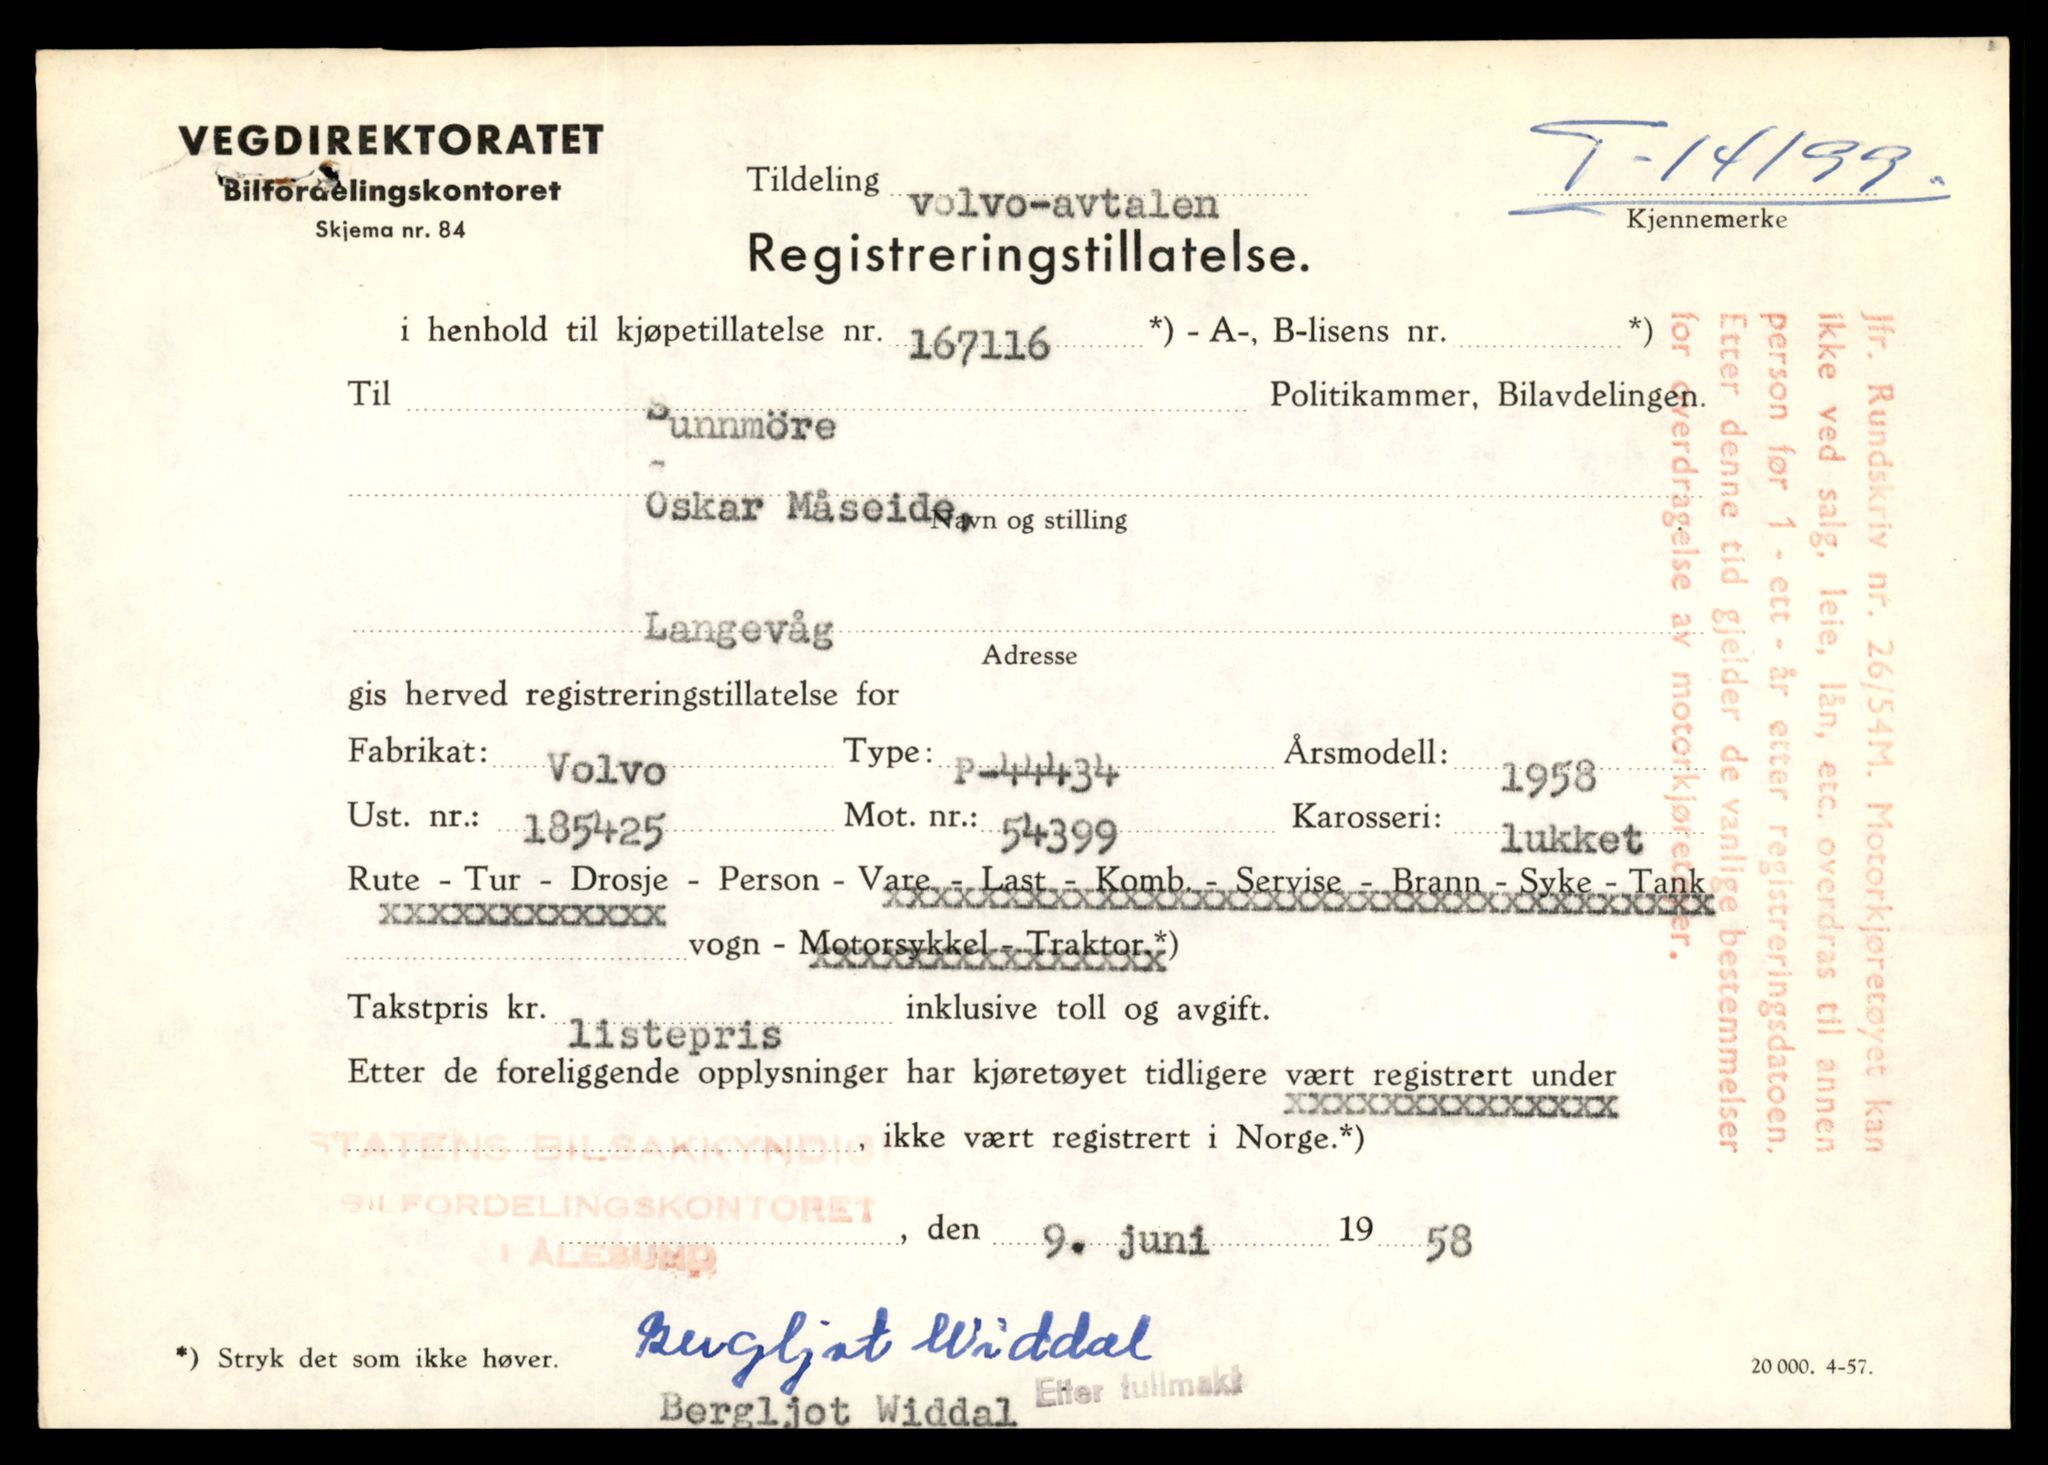 VEGDIREKTORATET
Bilfordelingskontoret
Skjema nr. 84
Tildeling volvo-avtalen
T-14199.
Kjennemerke
Registreringstillatelse.
i henhold til kjøpetillatelse nr. 167116 *) - A-, B-lisens nr. *)
Til Sunnmöre Politikammer, Bilavdelingen.
-
Oskar Måseide,
Navn og stilling
Langevåg
Adresse
gis herved registreringstillatelse for
Fabrikat: Volvo Type: P-44434 Årsmodell: 1958
Ust. nr.: 185425 Mot. nr.: 54399 Karosseri: lukket
Rute - Tur - Drosje - Person - Vare - Last - Komb. - Servise - Brann - Syke - Tank
xxxxxxxxxxxx xxxxxxxxxxxxxxxxxxxxxxxxxxxxxxxxxxx
vogn - Motorsykkel - Traktor.*)
xxxxxxxxxxxxxxx
Takstpris kr. listepris inklusive toll og avgift.
Etter de foreliggende opplysninger har kjøretøyet tidligere vært registrert under
xxxxxxxxxxxxxx
, ikke vært registrert i Norge.*)
STATENS BILSAKKYNDIG
BILFORDELINGSKONTORET
I ÅLESUND
, den 9. juni 1958
Bergljot Widdal
*) Stryk det som ikke høver.
20 000. 4-57.
Etter fullmakt
Bergljot Widdal
Jfr. Rundskriv nr. 26/54M. Motorkjøretøyet kan
ikke ved salg, leie, lån, etc. overdras til annen
person før 1 - ett - år etter registreringsdatoen.
Etter denne tid gjelder de vanlige bestemmelser
for overdragelse av motorkjøretøyer.